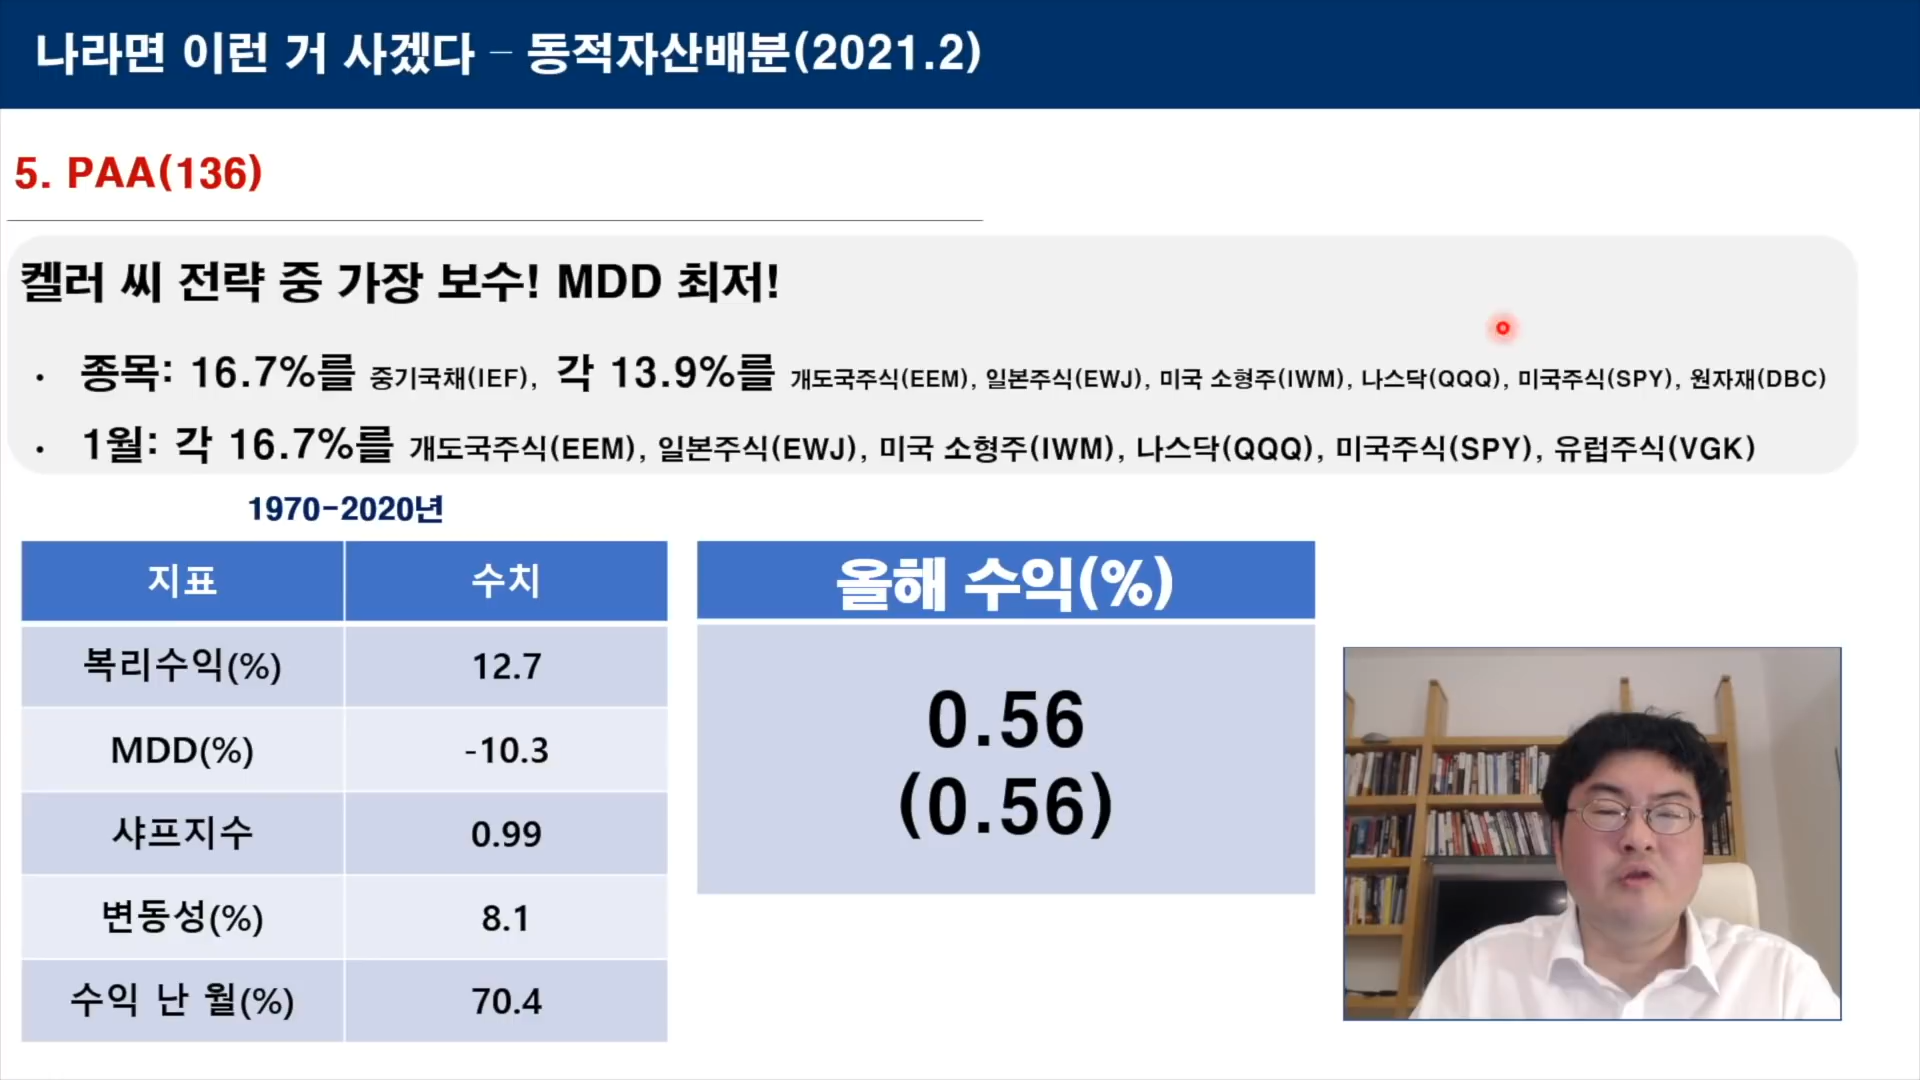 나라면 이런 거 사겠다 – 동적자산배분(2021.2)
5. PAA(136)
켈러 씨 전략 중 가장 보수! MDD 최저!
· 종목: 16.7%를 중기국채(IEF), 각 13.9%를 개도국주식(EEM), 일본주식(EWJ), 미국 소형주(IWM), 나스닥(QQQ), 미국주식(SPY), 원자재(DBC)
· 1월: 각 16.7%를 개도국주식(EEM), 일본주식(EWJ), 미국 소형주(IWM), 나스닥(QQQ), 미국주식(SPY), 유럽주식(VGK)
1970-2020년
지표 수치
복리수익(%) 12.7
MDD(%) -10.3
샤프지수 0.99
변동성(%) 8.1
수익 난 월(%) 70.4
올해 수익(%)
0.56
(0.56)